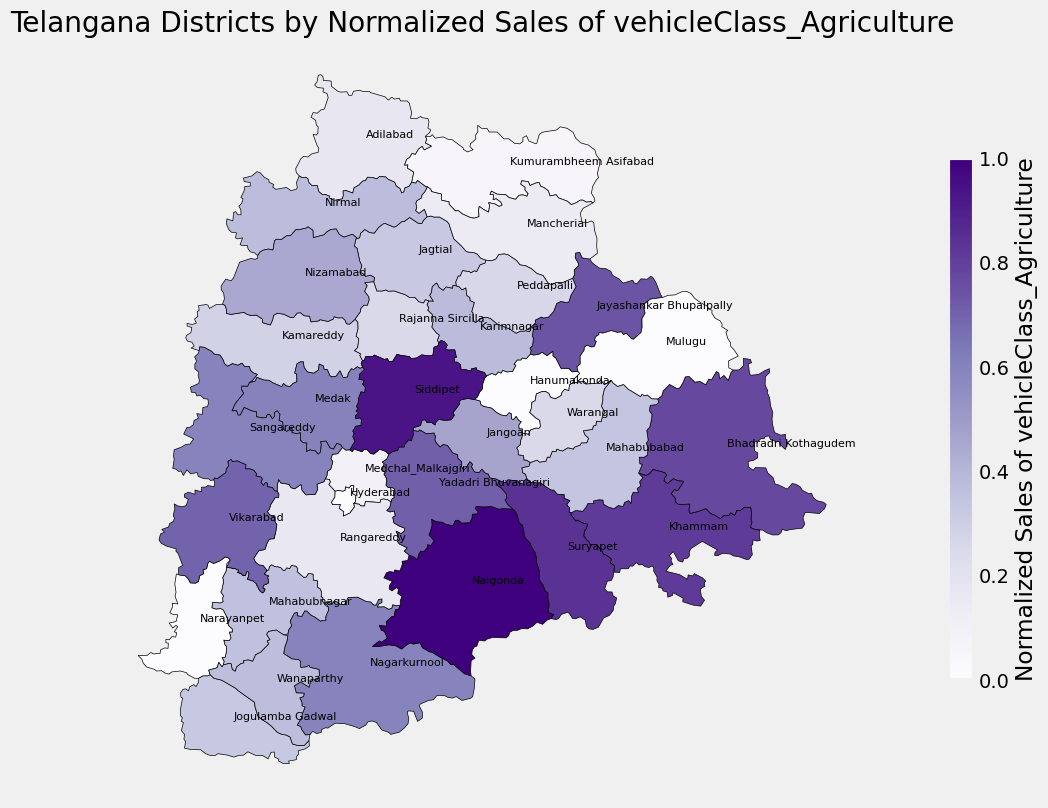 Telangana Districts by Normalized Sales of vehicleClass_Agriculture
Adilabad
Kumurambheem Asifabad
Nirmal
Mancherial
Jagtial
Nizamabad
Peddapalli
Jayashankar Bhupalpally
Rajanna Sircilla
Karimnagar
Kamareddy
Mulugu
Hanumakonda
Siddipet
Medak
Warangal
Sangareddy
Jangoan
Bhadradri Kothagudem
Mahabubabad
Medchal_Malkajgiri
Yadadri Bhuvanagiri
Hyderabad
Vikarabad
Khammam
Rangareddy
Suryapet
Nalgonda
Mahabubnagar
Narayanpet
Nagarkurnool
Wanaparthy
Jogulamba Gadwal
1.0
0.8
0.6
0.4
0.2
0.0
Normalized Sales of vehicleClass_Agriculture